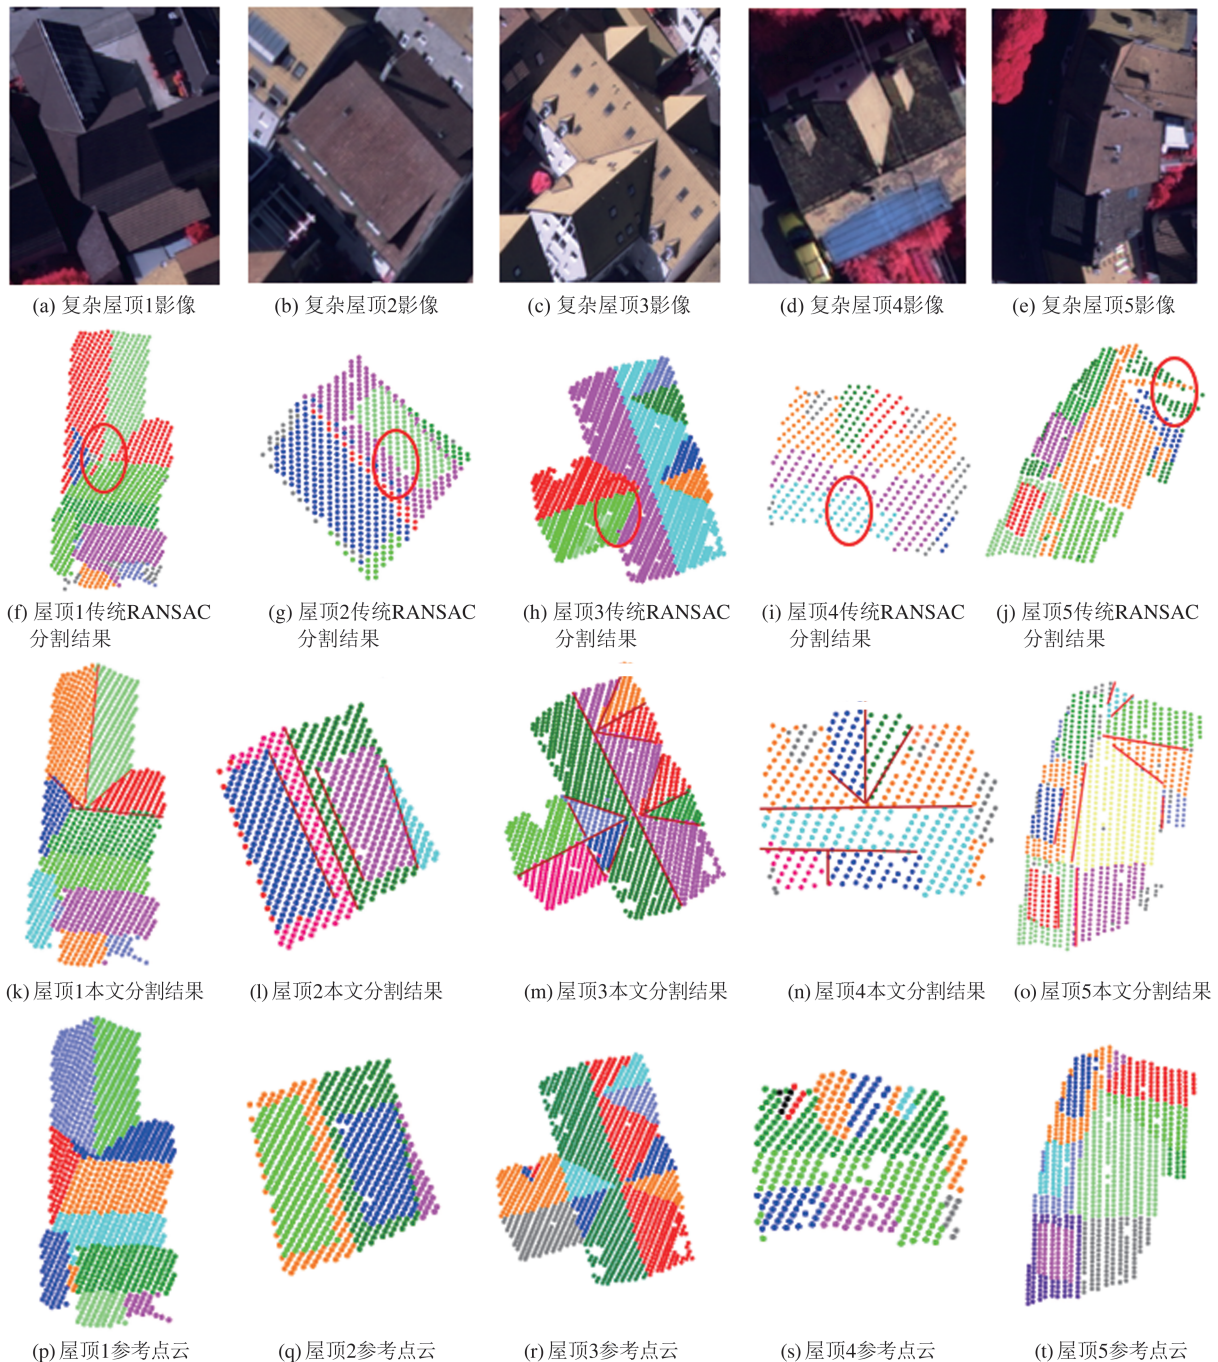 (a) 复杂屋顶1影像
(b) 复杂屋顶2影像
(c) 复杂屋顶3影像
(d) 复杂屋顶4影像
(e) 复杂屋顶5影像
(f) 屋顶1传统RANSAC
分割结果
(g) 屋顶2传统RANSAC
分割结果
(h) 屋顶3传统RANSAC
分割结果
(i) 屋顶4传统RANSAC
分割结果
(j) 屋顶5传统RANSAC
分割结果
(k) 屋顶1本文分割结果
(l) 屋顶2本文分割结果
(m) 屋顶3本文分割结果
(n) 屋顶4本文分割结果
(o) 屋顶5本文分割结果
(p) 屋顶1参考点云
(q) 屋顶2参考点云
(r) 屋顶3参考点云
(s) 屋顶4参考点云
(t) 屋顶5参考点云